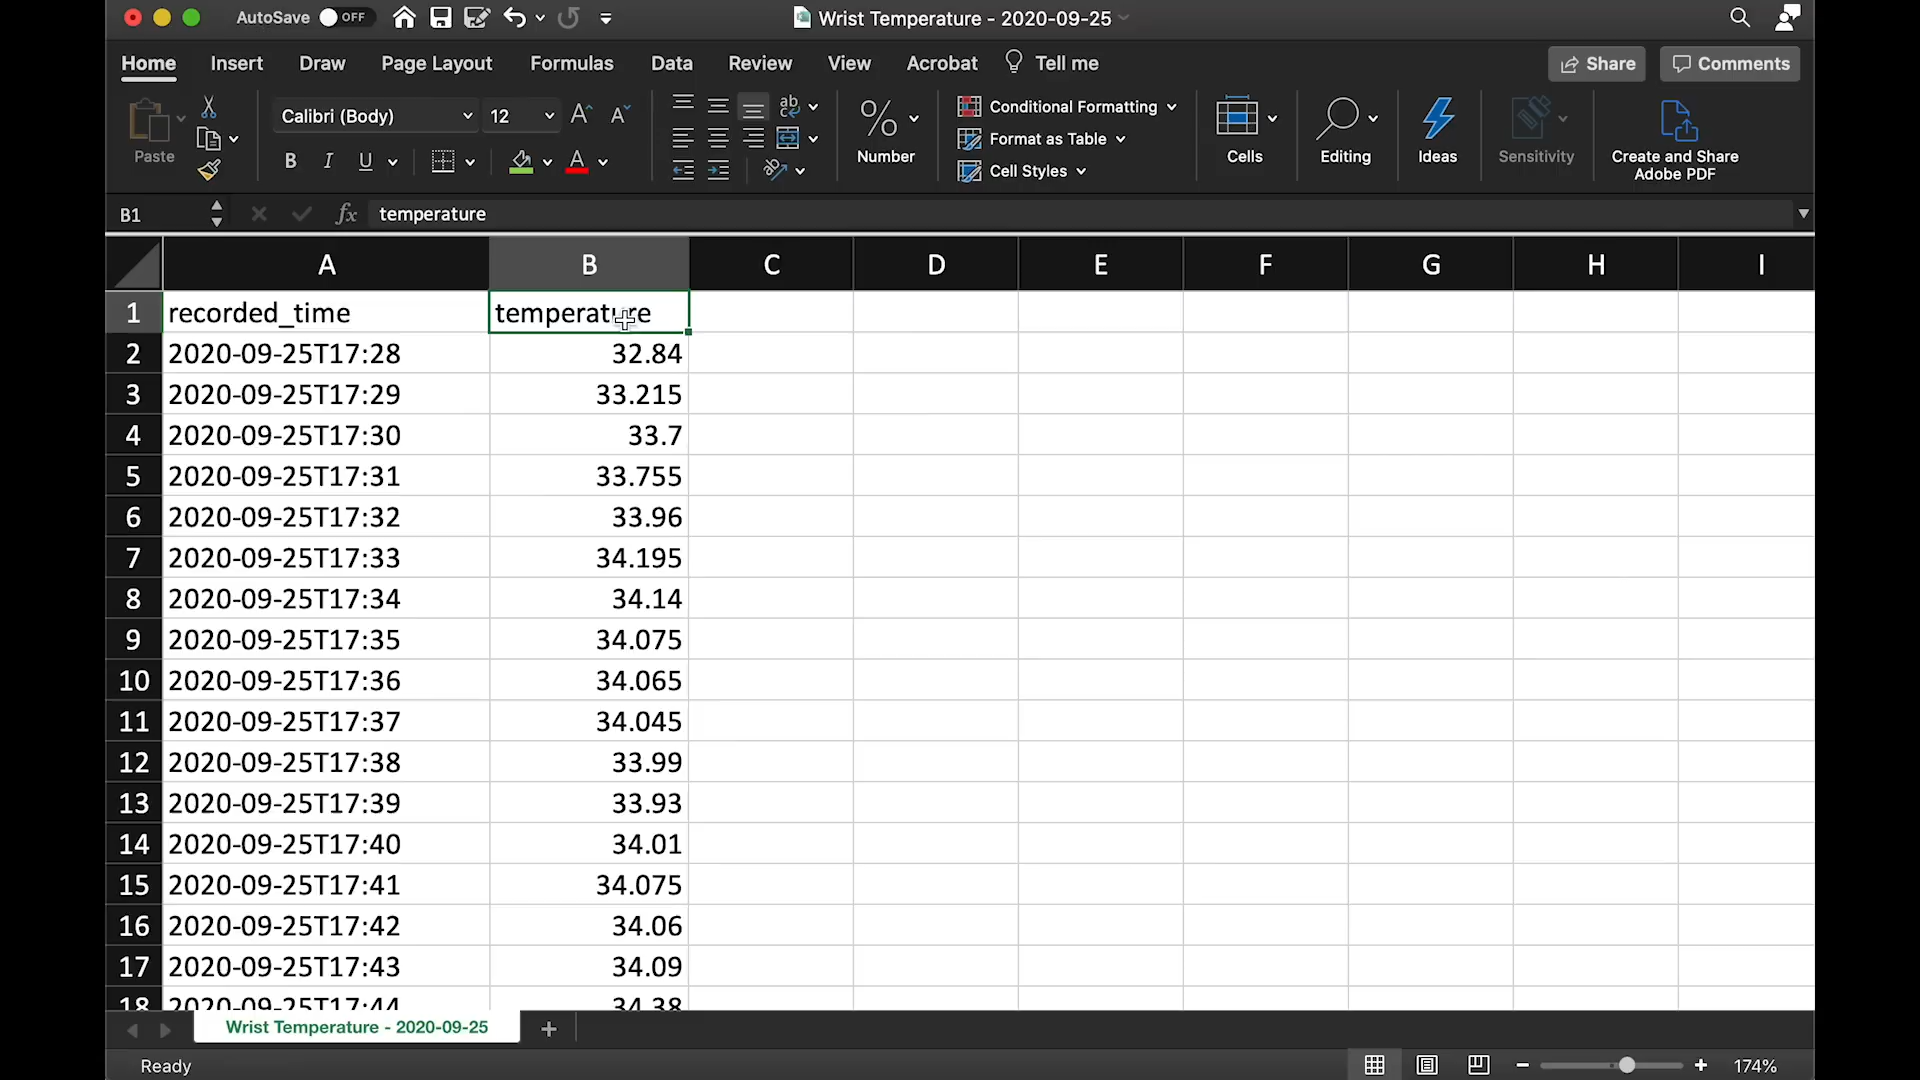 AutoSave OFF Wrist Temperature - 2020-09-25
Home Insert Draw Page Layout Formulas Data Review View Acrobat Tell me Share Comments
Paste
Calibri (Body) 12
B I U
A
ab
%
Number
Conditional Formatting
Format as Table
Cell Styles
Cells
Editing
Ideas
Sensitivity
Create and Share
Adobe PDF
B1 fx temperature
A B C D E F G H I
1 recorded_time temperature
2 2020-09-25T17:28 32.84
3 2020-09-25T17:29 33.215
4 2020-09-25T17:30 33.7
5 2020-09-25T17:31 33.755
6 2020-09-25T17:32 33.96
7 2020-09-25T17:33 34.195
8 2020-09-25T17:34 34.14
9 2020-09-25T17:35 34.075
10 2020-09-25T17:36 34.065
11 2020-09-25T17:37 34.045
12 2020-09-25T17:38 33.99
13 2020-09-25T17:39 33.93
14 2020-09-25T17:40 34.01
15 2020-09-25T17:41 34.075
16 2020-09-25T17:42 34.06
17 2020-09-25T17:43 34.09
18 2020-09-25T17:44 34.38
Wrist Temperature - 2020-09-25 +
Ready 174%